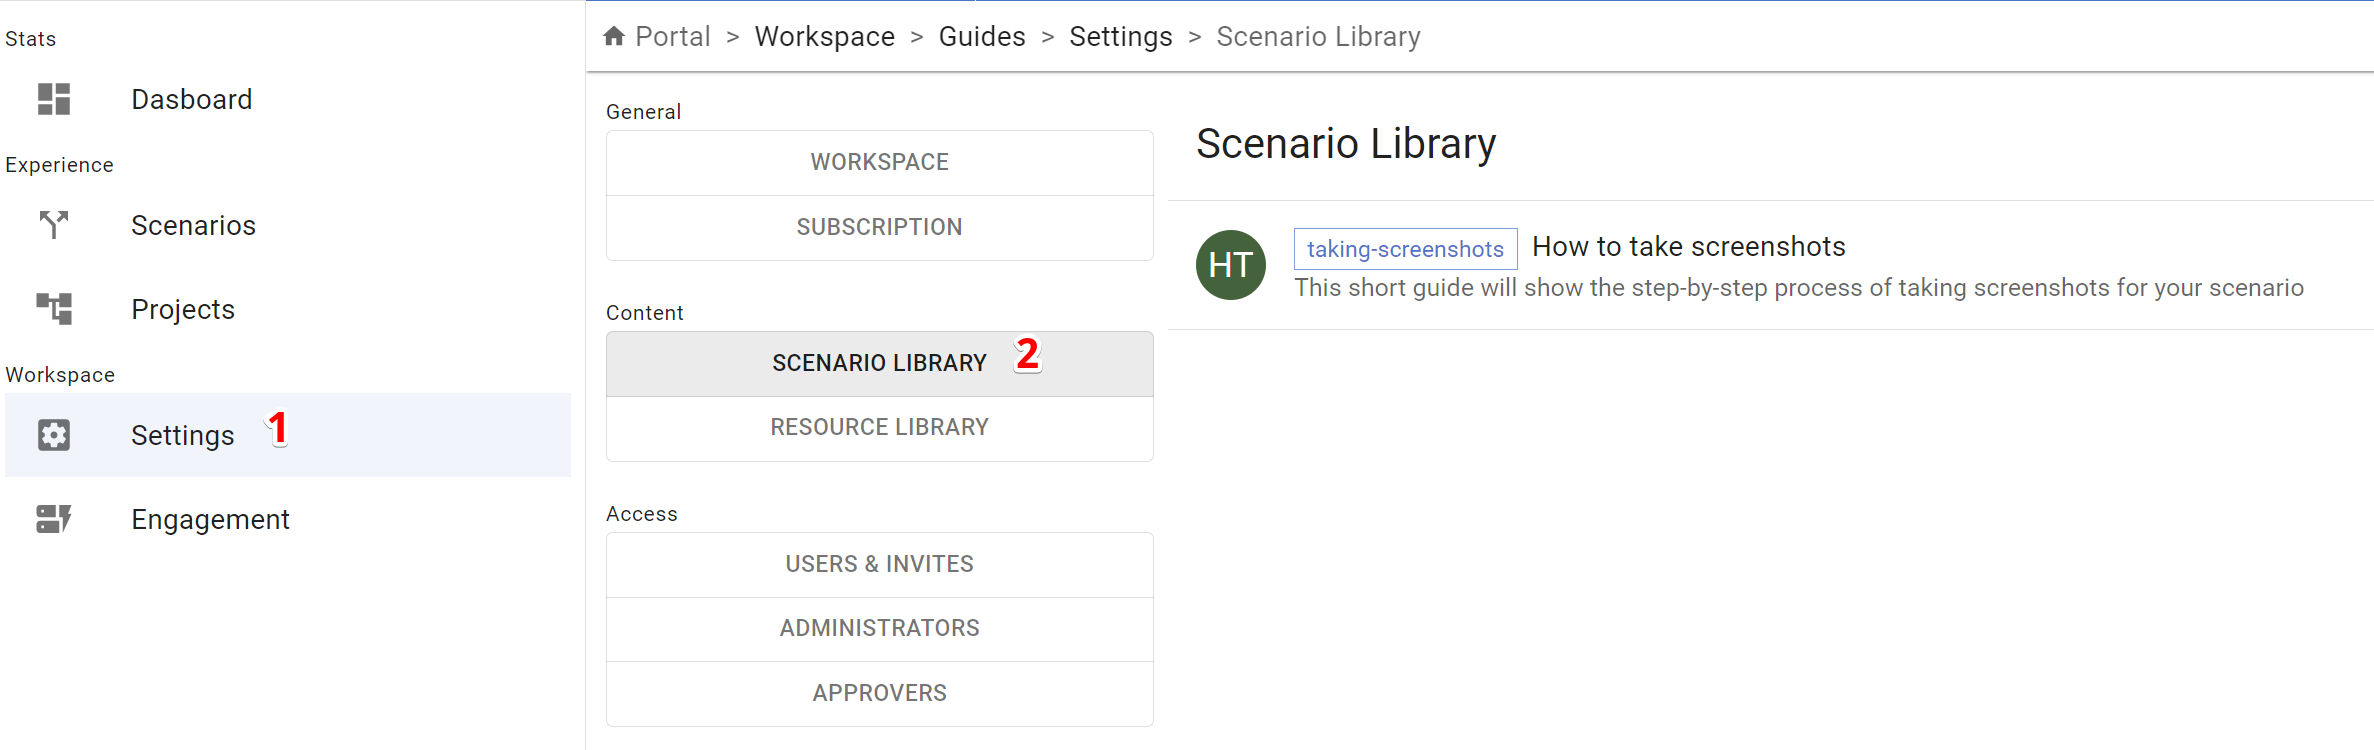 Stats
Dasboard
Experience
Scenarios
Projects
Workspace
Settings 1
Engagement
Portal > Workspace > Guides > Settings > Scenario Library
General
WORKSPACE
SUBSCRIPTION
Content
SCENARIO LIBRARY 2
RESOURCE LIBRARY
Access
USERS & INVITES
ADMINISTRATORS
APPROVERS
Scenario Library
HT
taking-screenshots How to take screenshots
This short guide will show the step-by-step process of taking screenshots for your scenario